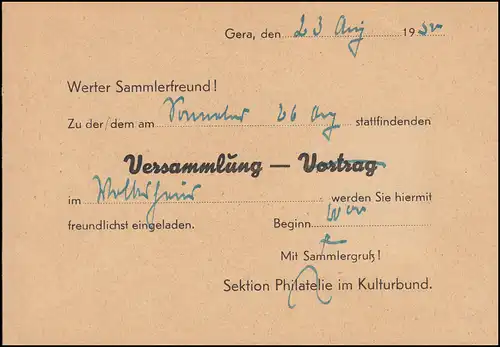 Gera, den 23 Aug 1950
Werter Sammlerfreund!
Zu der/dem am 26 Aug stattfindenden
Versammlung — Vortrag
im werden Sie hiermit
freundlichst eingeladen. Beginn
Mit Sammlergruß!
Sektion Philatelie im Kulturbund.